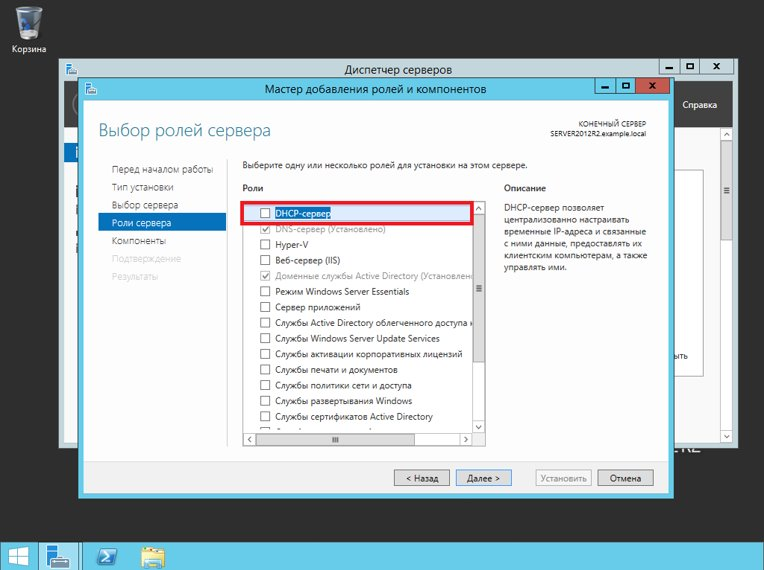 Корзина
Диспетчер серверов
Мастер добавления ролей и компонентов
Справка
Выбор ролей сервера
КОНЕЧНЫЙ СЕРВЕР
SERVER2012R2.example.local
Перед началом работы
Тип установки
Выбор сервера
Роли сервера
Компоненты
Подтверждение
Результаты
Выберите одну или несколько ролей для установки на этом сервере.
Роли
DHCP-сервер
DNS-сервер (Установлено)
Hyper-V
Веб-сервер (IIS)
Доменные службы Active Directory (Установлено
Режим Windows Server Essentials
Сервер приложений
Службы Active Directory облегченного доступа к
Службы Windows Server Update Services
Службы активации корпоративных лицензий
Службы печати и документов
Службы политики сети и доступа
Службы развертывания Windows
Службы сертификатов Active Directory
Описание
DHCP-сервер позволяет
централизованно настраивать
временные IP-адреса и связанные
с ними данные, предоставлять их
клиентским компьютерам, а также
управлять ими.
ыть
< Назад
Далее >
Установить
Отмена